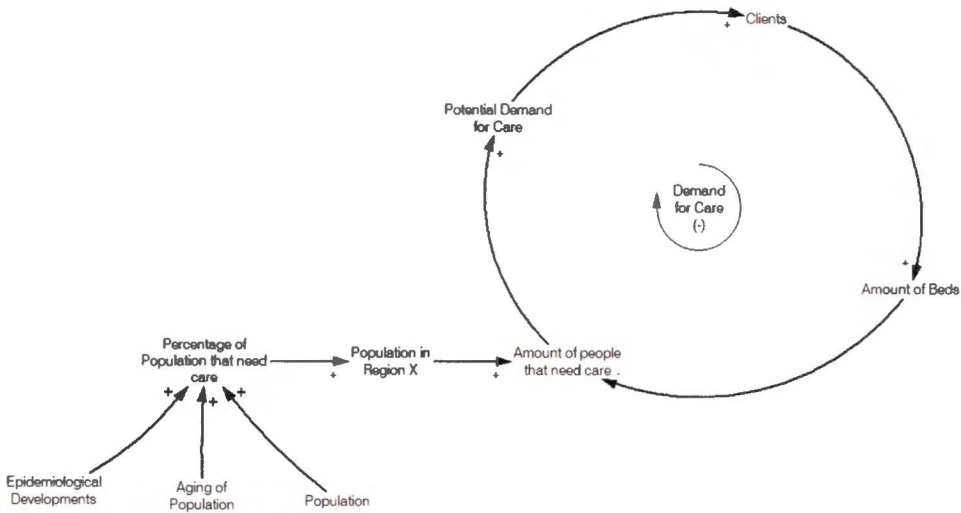 Clients
+
Potential Demand
for Care
+
Demand
for Care
(-)
+
Amount of Beds
Percentage of
Population that need
care
Population in
Region X
+
Amount of people
that need care -
+
+
+
+
Epidemiological
Developments
Aging of
Population
Population